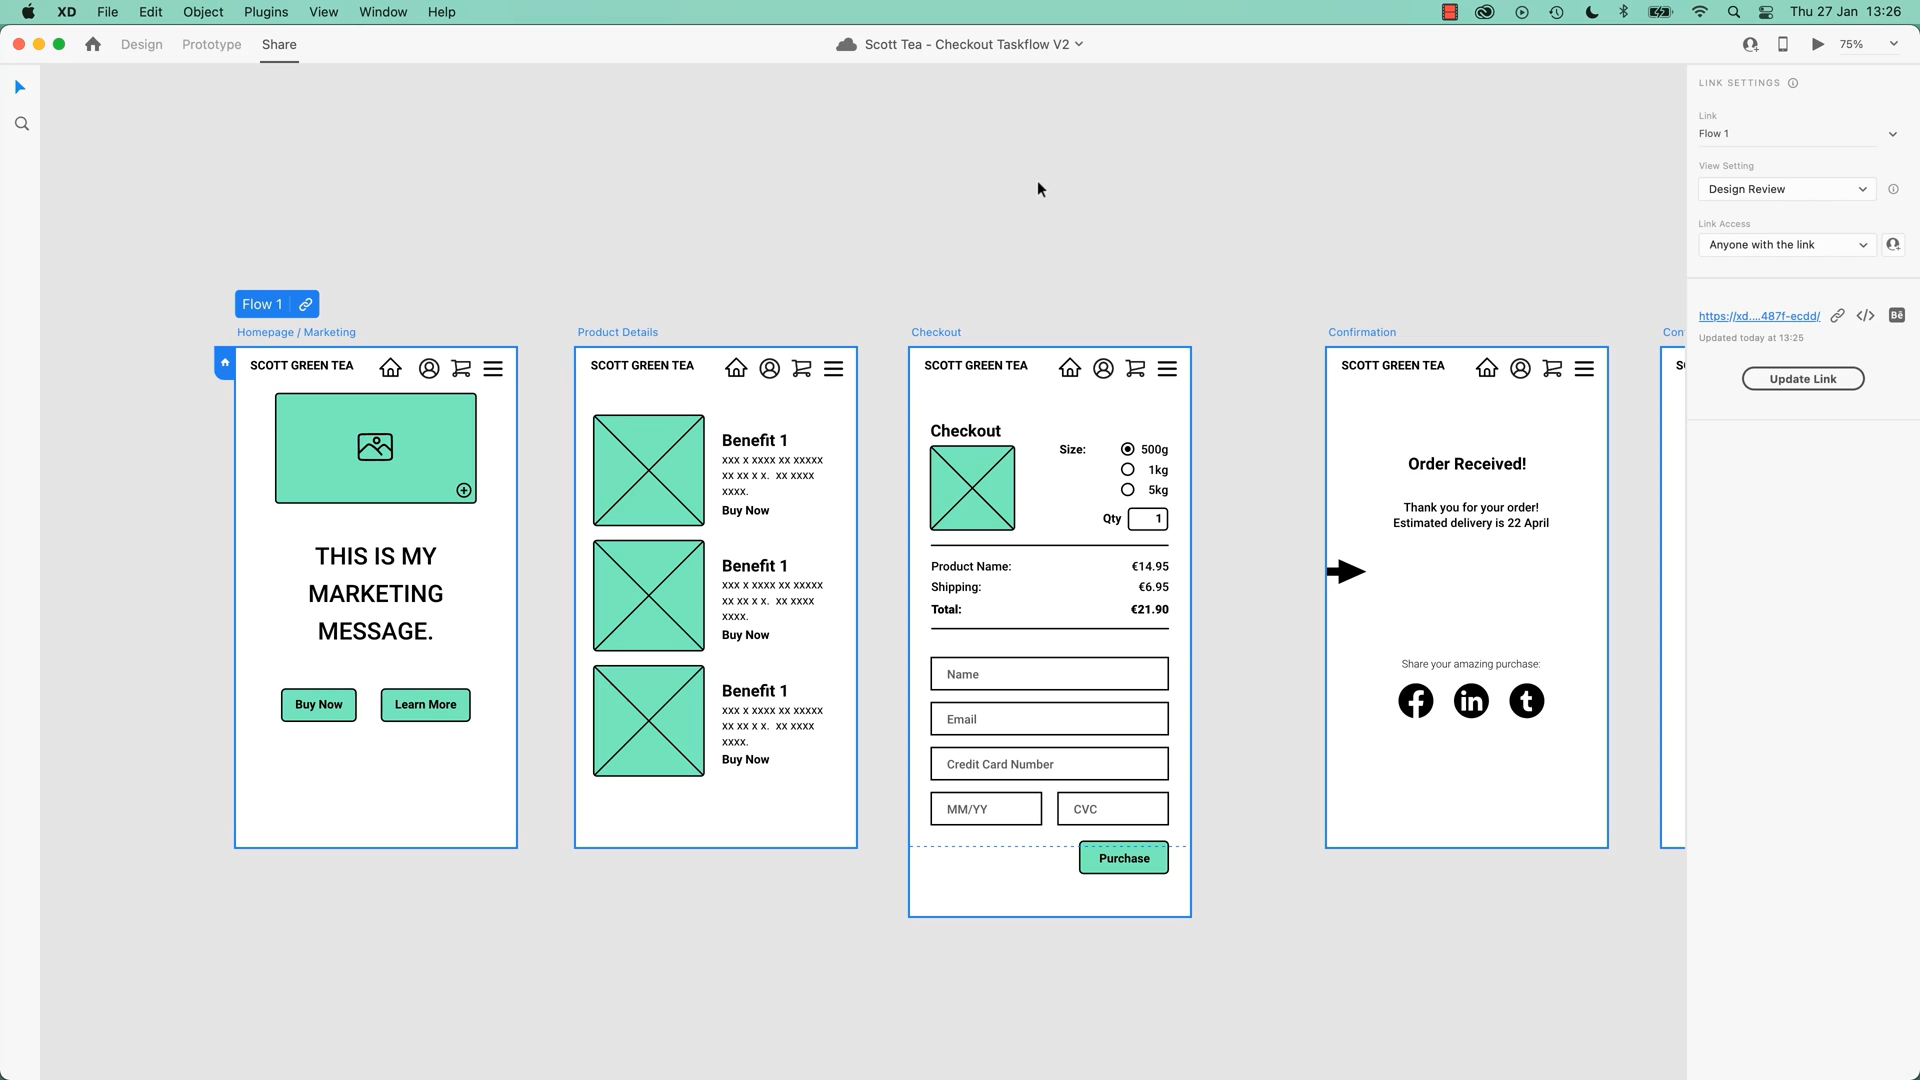 XD File Edit Object Plugins View Window Help Thu 27 Jan 13:26
Design Prototype Share Scott Tea - Checkout Taskflow V2 75%
LINK SETTINGS
Link
Flow 1
View Setting
Design Review
Link Access
Anyone with the link
https://xd....487f-ecdd/
Bē
Updated today at 13:25
Update Link
Flow 1
Homepage / Marketing
SCOTT GREEN TEA
THIS IS MY
MARKETING
MESSAGE.
Buy Now Learn More
Product Details
SCOTT GREEN TEA
Benefit 1
xxx x xxxx xx xxxxx
xx xx x x. xx xxxx
xxxx.
Buy Now
Benefit 1
xxx x xxxx xx xxxxx
xx xx x x. xx xxxx
xxxx.
Buy Now
Benefit 1
xxx x xxxx xx xxxxx
xx xx x x. xx xxxx
xxxx.
Buy Now
Checkout
SCOTT GREEN TEA
Checkout
Size: 500g
1kg
5kg
Qty 1
Product Name: €14.95
Shipping: €6.95
Total: €21.90
Name
Email
Credit Card Number
MM/YY CVC
Purchase
Confirmation
SCOTT GREEN TEA
Order Received!
Thank you for your order!
Estimated delivery is 22 April
Share your amazing purchase:
f in t